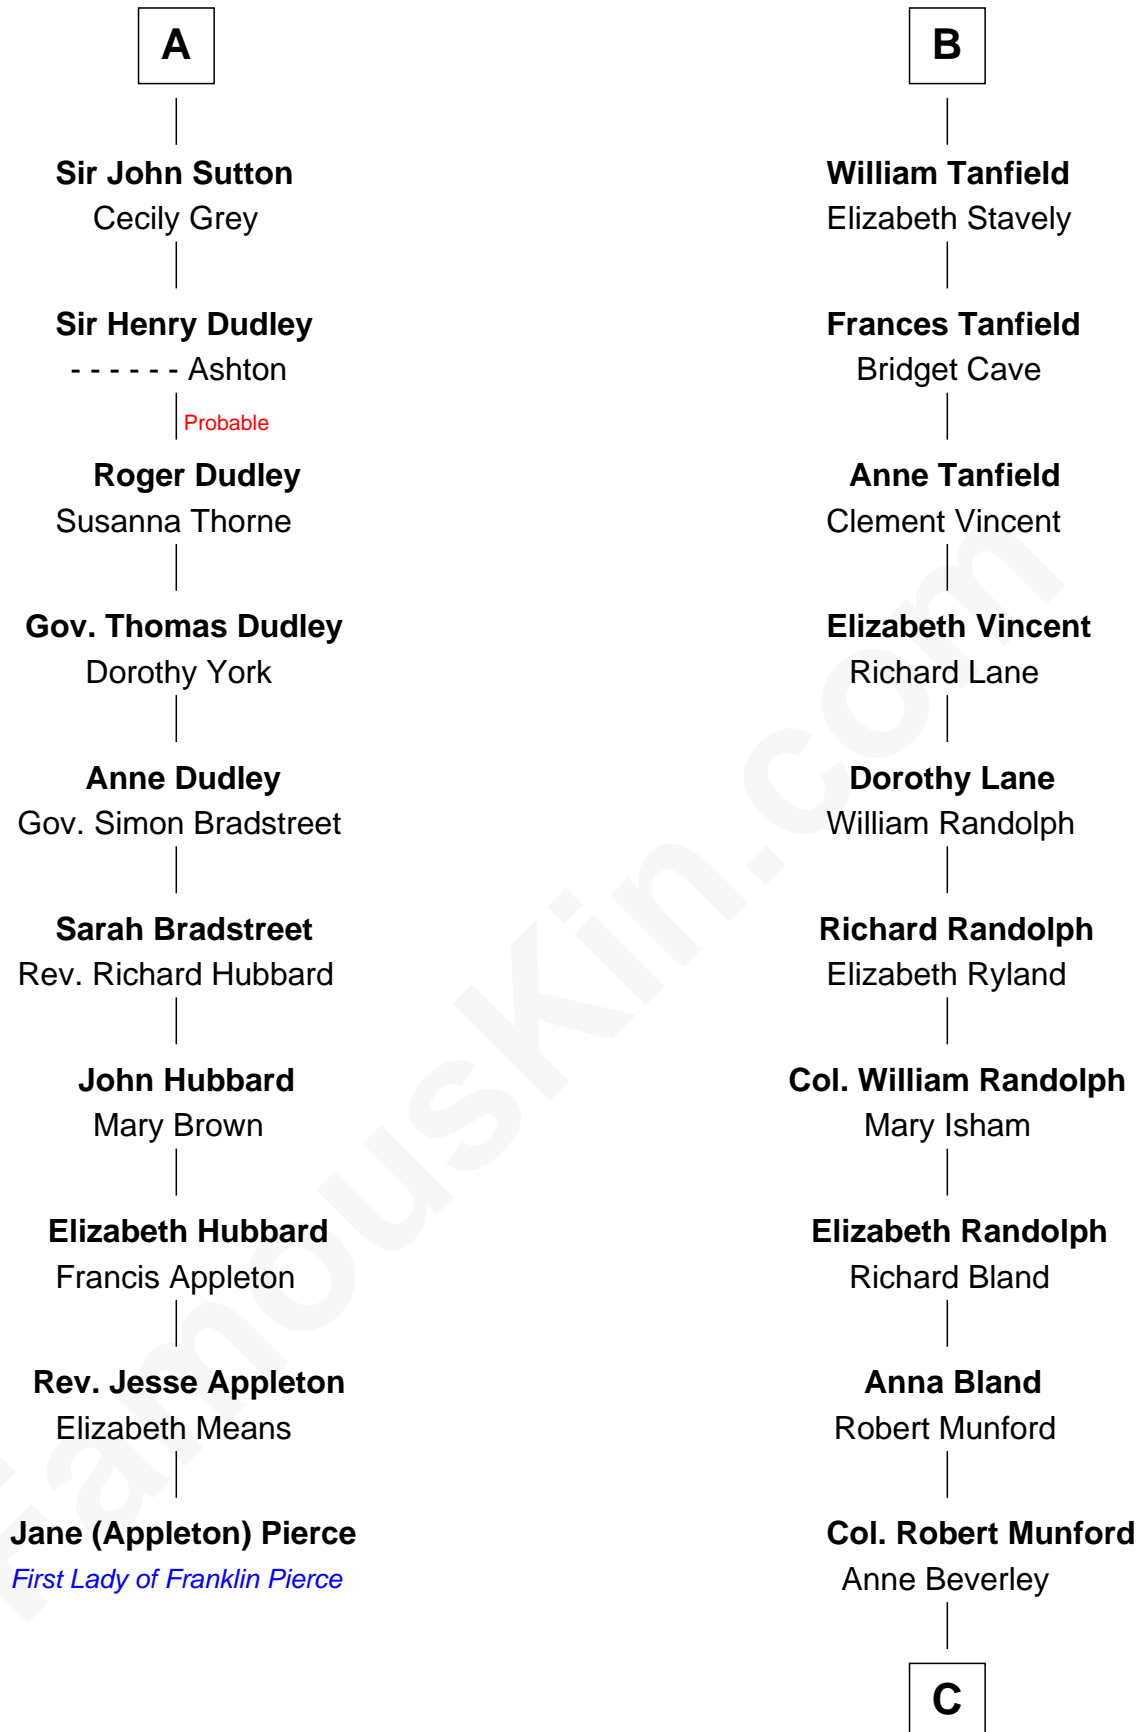 A
Sir John Sutton
Cecily Grey
Sir Henry Dudley
- - - - - - Ashton
Probable
Roger Dudley
Susanna Thorne
Gov. Thomas Dudley
Dorothy York
Anne Dudley
Gov. Simon Bradstreet
Sarah Bradstreet
Rev. Richard Hubbard
John Hubbard
Mary Brown
Elizabeth Hubbard
Francis Appleton
Rev. Jesse Appleton
Elizabeth Means
Jane (Appleton) Pierce
First Lady of Franklin Pierce
B
William Tanfield
Elizabeth Stavely
Frances Tanfield
Bridget Cave
Anne Tanfield
Clement Vincent
Elizabeth Vincent
Richard Lane
Dorothy Lane
William Randolph
Richard Randolph
Elizabeth Ryland
Col. William Randolph
Mary Isham
Elizabeth Randolph
Richard Bland
Anna Bland
Robert Munford
Col. Robert Munford
Anne Beverley
C
FamousKin.com